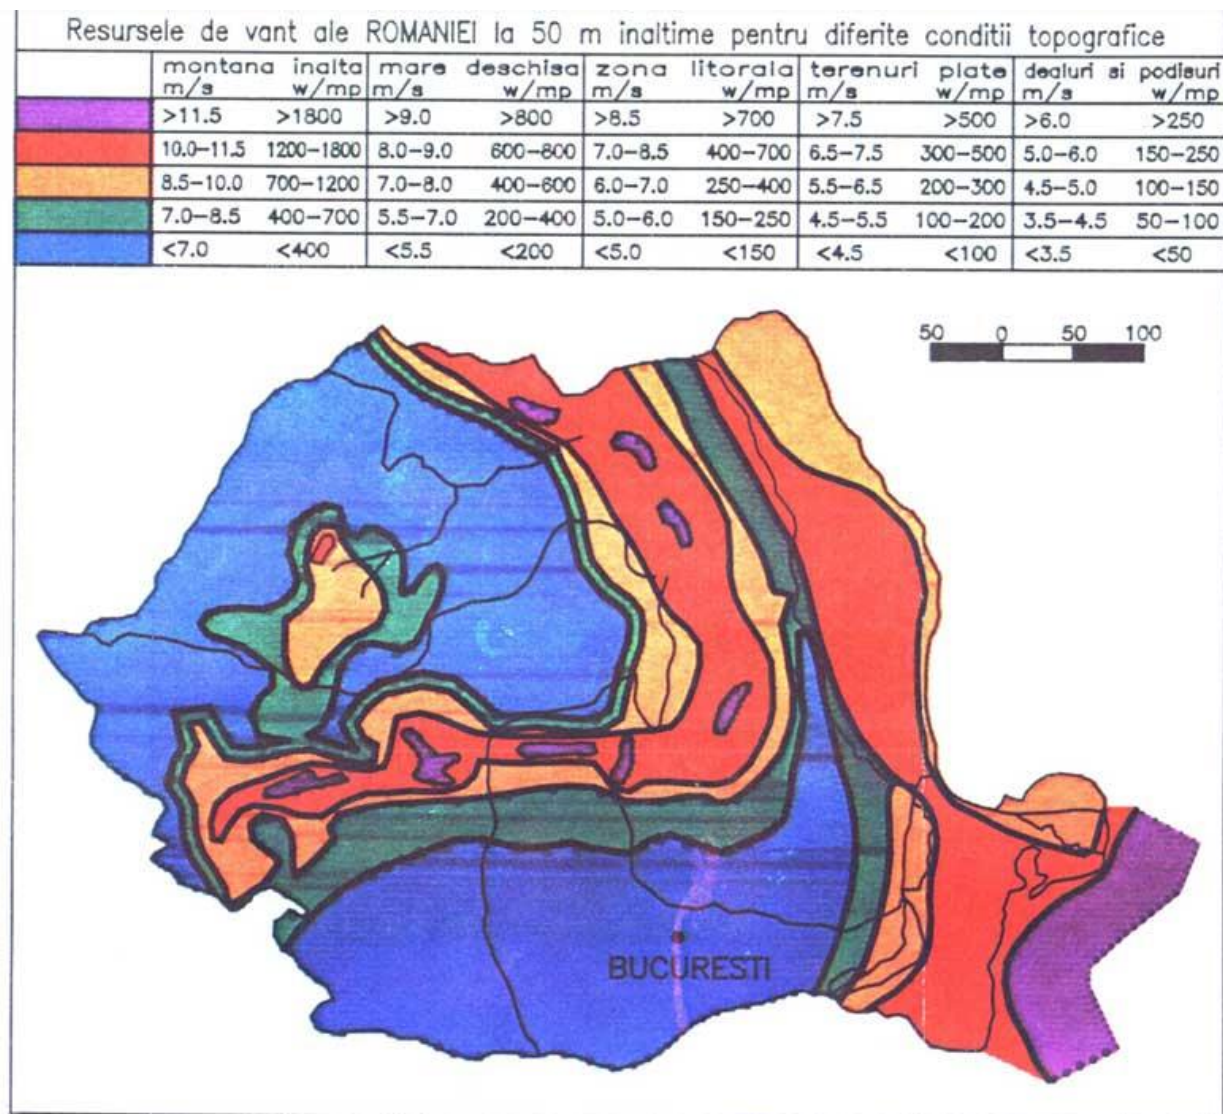 Resursele de vant ale ROMANIEI la 50 m inaltime pentru diferite conditii topografice
montana inalta mare deschisa zona litorala terenuri plate dealuri si podisuri
m/s w/mp m/s w/mp m/s w/mp m/s w/mp m/s w/mp
>11.5 >1800 >9.0 >800 >8.5 >700 >7.5 >500 >6.0 >250
10.0-11.5 1200-1800 8.0-9.0 600-800 7.0-8.5 400-700 6.5-7.5 300-500 5.0-6.0 150-250
8.5-10.0 700-1200 7.0-8.0 400-600 6.0-7.0 250-400 5.5-6.5 200-300 4.5-5.0 100-150
7.0-8.5 400-700 5.5-7.0 200-400 5.0-6.0 150-250 4.5-5.5 100-200 3.5-4.5 50-100
<7.0 <400 <5.5 <200 <5.0 <150 <4.5 <100 <3.5 <50
50 0 50 100
BUCURESTI